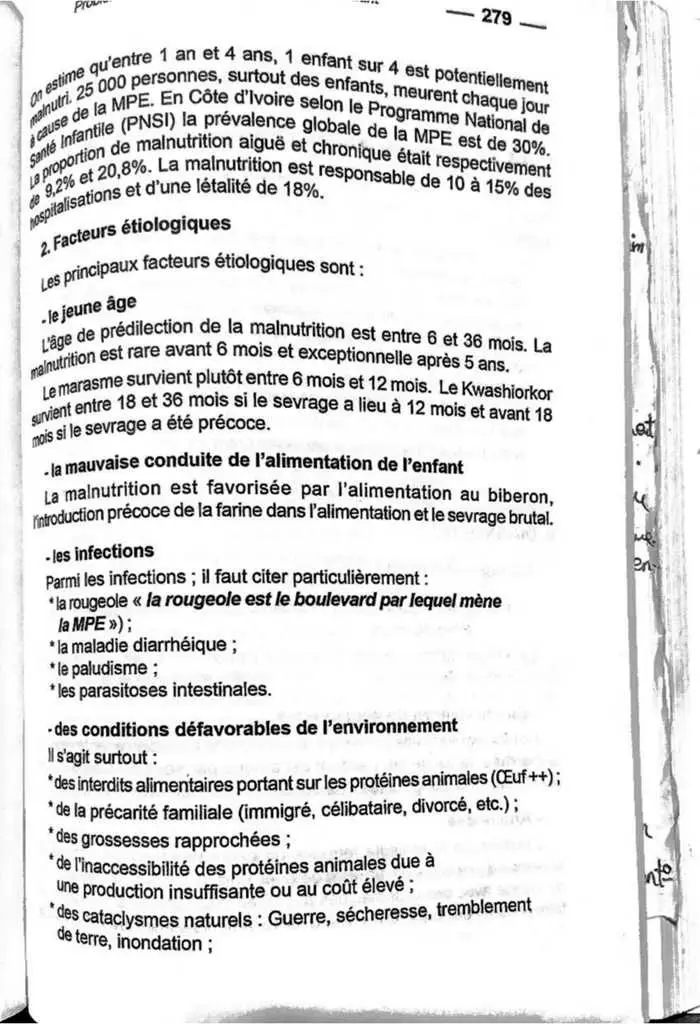 — 279 —
On estime qu'entre 1 an et 4 ans, 1 enfant sur 4 est potentiellement
malnutri. 25 000 personnes, surtout des enfants, meurent chaque jour
à cause de la MPE. En Côte d'Ivoire selon le Programme National de
Santé Infantile (PNSI) la prévalence globale de la MPE est de 30%.
La proportion de malnutrition aiguë et chronique était respectivement
de 9,2% et 20,8%. La malnutrition est responsable de 10 à 15% des
hospitalisations et d'une létalité de 18%.
2. Facteurs étiologiques
Les principaux facteurs étiologiques sont :
- le jeune âge
L'âge de prédilection de la malnutrition est entre 6 et 36 mois. La
malnutrition est rare avant 6 mois et exceptionnelle après 5 ans.
Le marasme survient plutôt entre 6 mois et 12 mois. Le Kwashiorkor
survient entre 18 et 36 mois si le sevrage a lieu à 12 mois et avant 18
mois si le sevrage a été précoce.
- la mauvaise conduite de l'alimentation de l'enfant
La malnutrition est favorisée par l'alimentation au biberon,
l'introduction précoce de la farine dans l'alimentation et le sevrage brutal.
- les infections
Parmi les infections ; il faut citer particulièrement :
* la rougeole « la rougeole est le boulevard par lequel mène
la MPE ») ;
* la maladie diarrhéique ;
* le paludisme ;
* les parasitoses intestinales.
- des conditions défavorables de l'environnement
Il s'agit surtout :
* des interdits alimentaires portant sur les protéines animales (Œuf ++) ;
* de la précarité familiale (immigré, célibataire, divorcé, etc.) ;
* des grossesses rapprochées ;
* de l'inaccessibilité des protéines animales due à
une production insuffisante ou au coût élevé ;
* des cataclysmes naturels : Guerre, sécheresse, tremblement
de terre, inondation ;